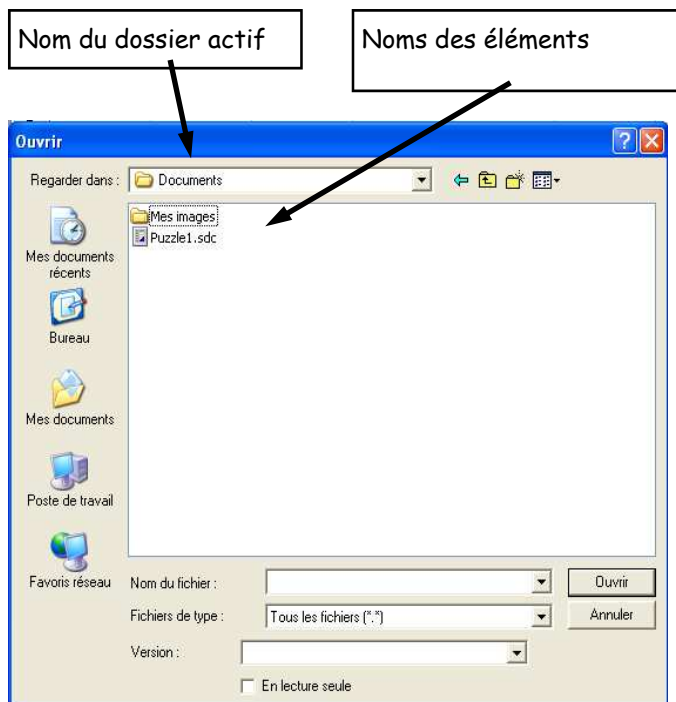 Nom du dossier actif
Noms des éléments
Ouvrir
Regarder dans :
Documents
Mes images
Puzzle1.sdc
Mes documents
récents
Bureau
Mes documents
Poste de travail
Favoris réseau
Nom du fichier :
Ouvrir
Fichiers de type :
Tous les fichiers (*.*)
Annuler
Version :
En lecture seule